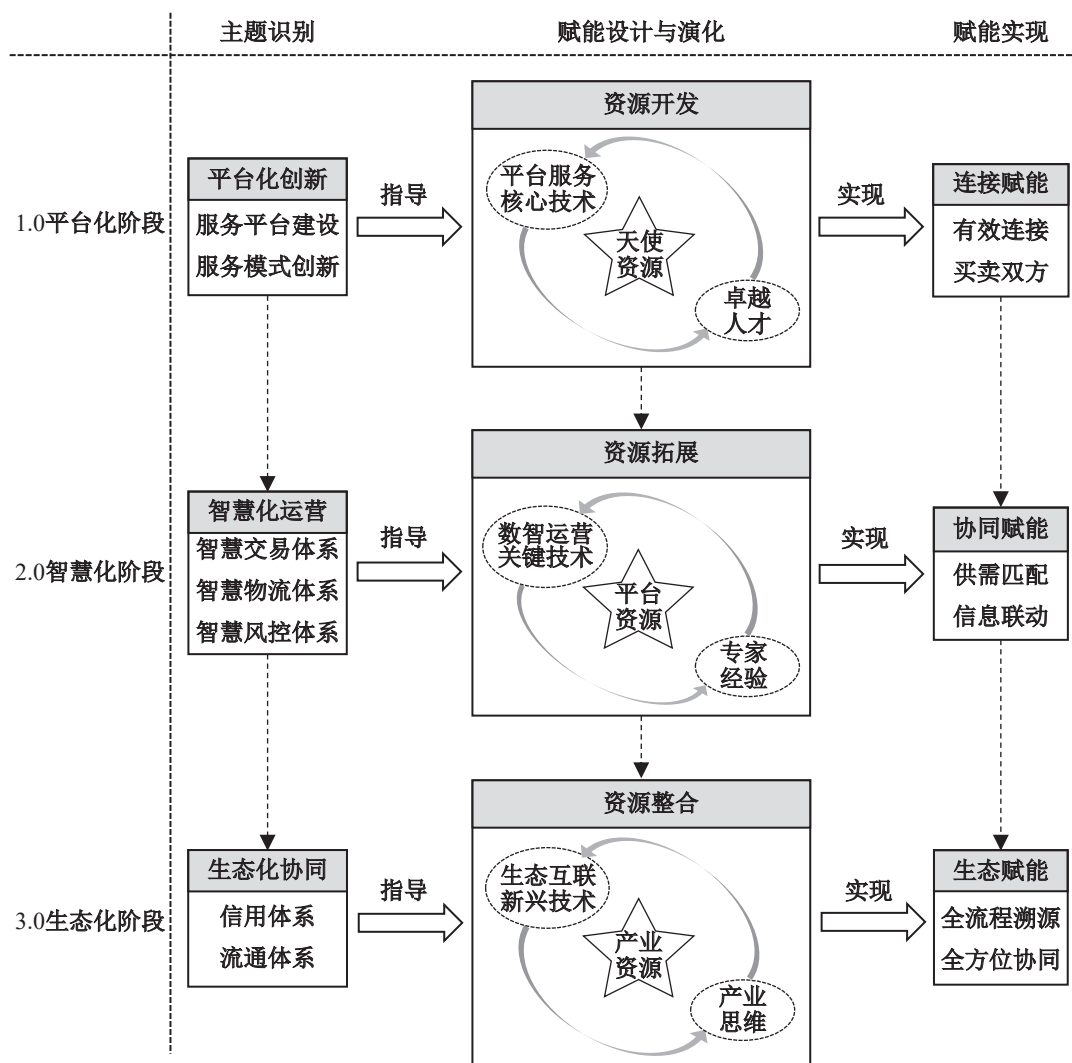 主题识别
赋能设计与演化
赋能实现
1.0平台化阶段
平台化创新
服务平台建设
服务模式创新
指导
资源开发
平台服务
核心技术
天使
资源
卓越
人才
实现
连接赋能
有效连接
买卖双方
2.0智慧化阶段
智慧化运营
智慧交易体系
智慧物流体系
智慧风控体系
指导
资源拓展
数智运营
关键技术
平台
资源
专家
经验
实现
协同赋能
供需匹配
信息联动
3.0生态化阶段
生态化协同
信用体系
流通体系
指导
资源整合
生态互联
新兴技术
产业
资源
产业
思维
实现
生态赋能
全流程溯源
全方位协同